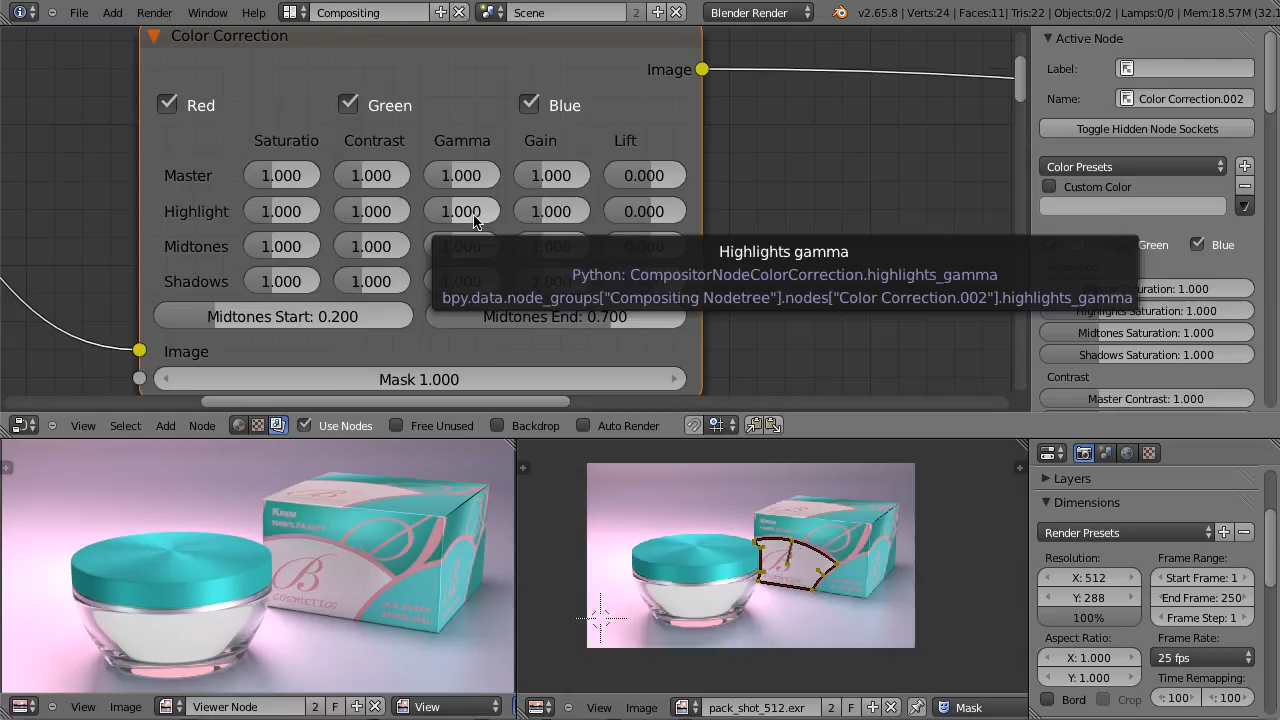 File Add Render Window Help Compositing Scene 2 Blender Render v2.65.8 | Verts:24 | Faces:11 | Tris:22 | Objects:0/2 | Lamps:0/0 | Mem:18.57M (32.1
Color Correction
Image
Red Green Blue
Saturatio Contrast Gamma Gain Lift
Master 1.000 1.000 1.000 1.000 0.000
Highlight 1.000 1.000 1.000 1.000 0.000
Midtones 1.000 1.000 1.000 1.000 0.000
Shadows 1.000 1.000
Midtones Start: 0.200 Midtones End: 0.700
Image
Mask 1.000
Highlights gamma
Python: CompositorNodeColorCorrection.highlights_gamma
bpy.data.node_groups["Compositing Nodetree"].nodes["Color Correction.002"].highlights_gamma
Active Node
Label:
Name: Color Correction.002
Toggle Hidden Node Sockets
Color Presets
Custom Color
Red Green Blue
Saturation: 1.000
Highlights Saturation: 1.000
Midtones Saturation: 1.000
Shadows Saturation: 1.000
Contrast
Master Contrast: 1.000
View Select Add Node Use Nodes Free Unused Backdrop Auto Render
KREM
NAWILŻAJĄCY
B
COSMETICS
KREM
B
COSMETICS
Layers
Dimensions
Render Presets
Resolution: Frame Range:
X: 512 Start Frame: 1
Y: 288 End Frame: 250
100% Frame Step: 1
Aspect Ratio: Frame Rate:
X: 1.000 25 fps
Y: 1.000 Time Remapping:
Bord Crop :100 :100
View Image Viewer Node 2 F View
View Image pack_shot_512.exr 2 F Mask